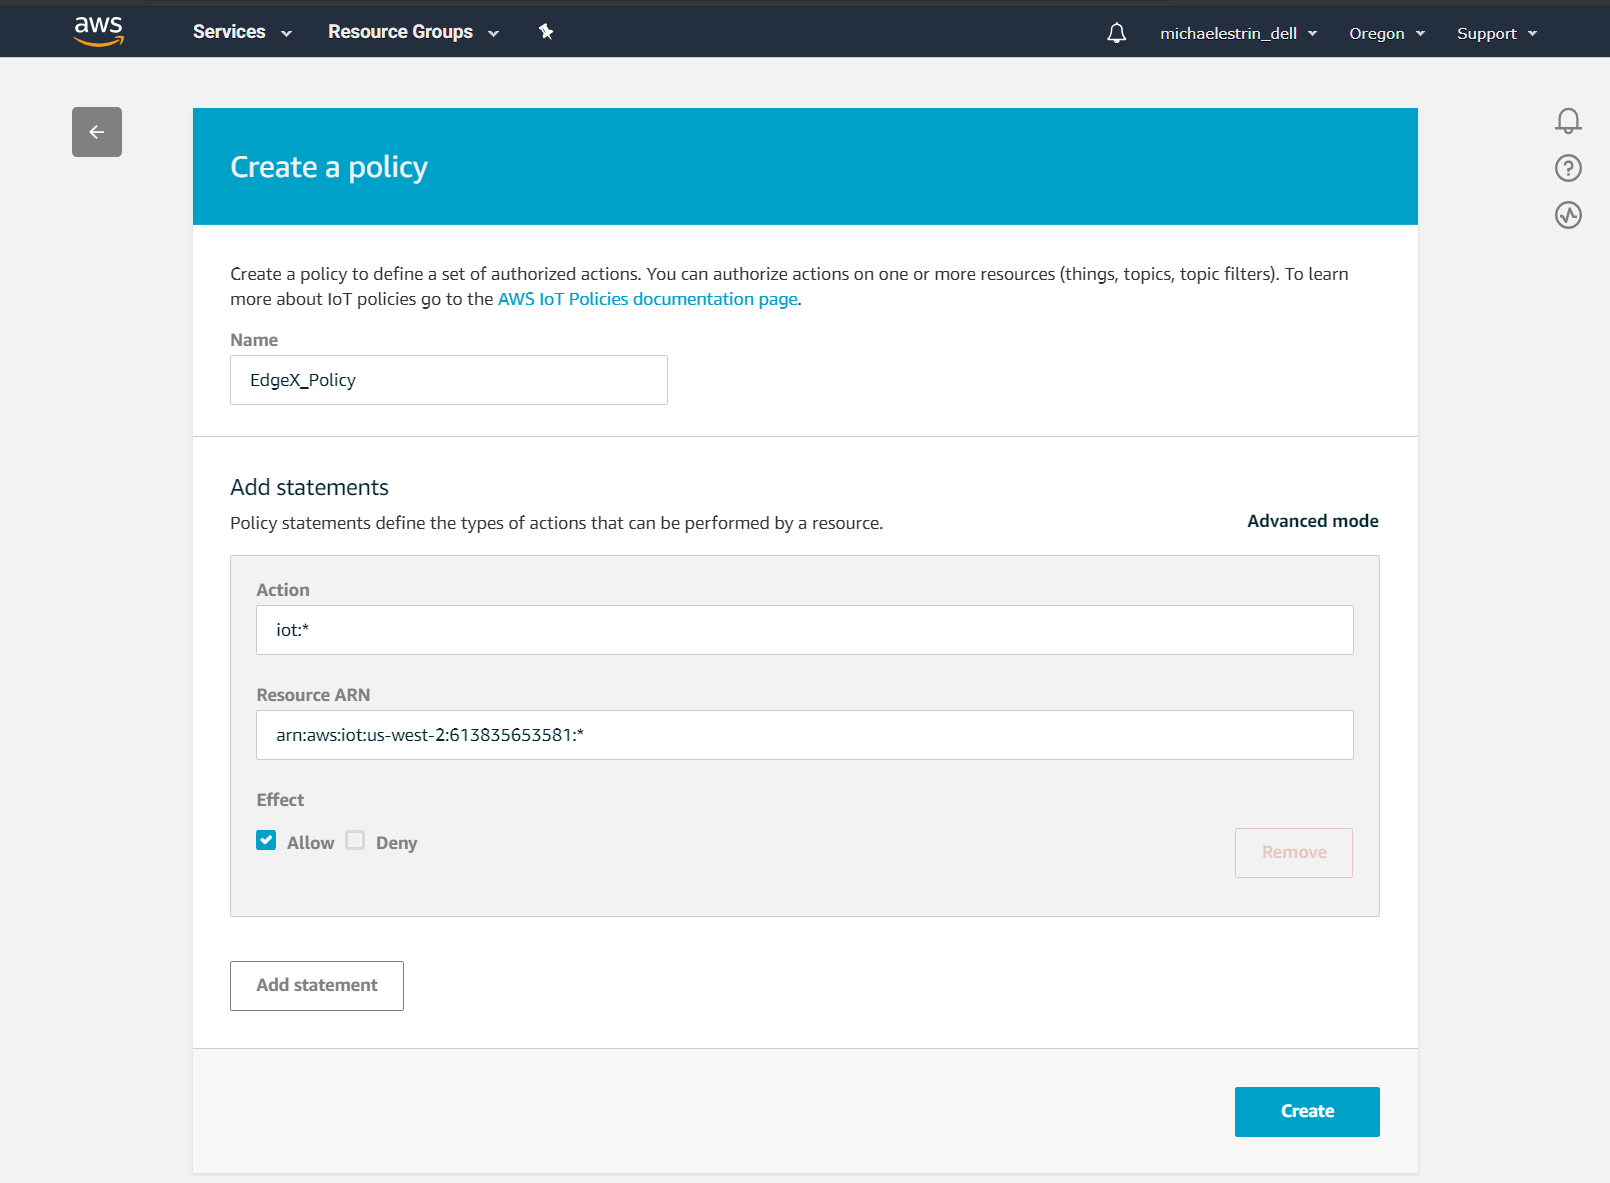 aws Services Resource Groups michaelestrin_dell Oregon Support
Create a policy
Create a policy to define a set of authorized actions. You can authorize actions on one or more resources (things, topics, topic filters). To learn
more about IoT policies go to the AWS IoT Policies documentation page.
Name
EdgeX_Policy
Add statements
Policy statements define the types of actions that can be performed by a resource.
Advanced mode
Action
iot:*
Resource ARN
arn:aws:iot:us-west-2:613835653581:*
Effect
Allow Deny
Remove
Add statement
Create